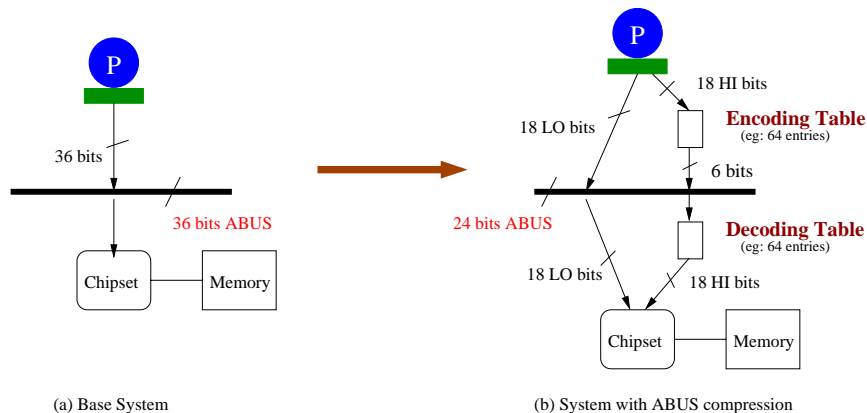 P
36 bits
36 bits ABUS
Chipset
Memory
(a) Base System
P
18 HI bits
18 LO bits
Encoding Table
(eg: 64 entries)
6 bits
24 bits ABUS
Decoding Table
(eg: 64 entries)
18 LO bits
18 HI bits
Chipset
Memory
(b) System with ABUS compression